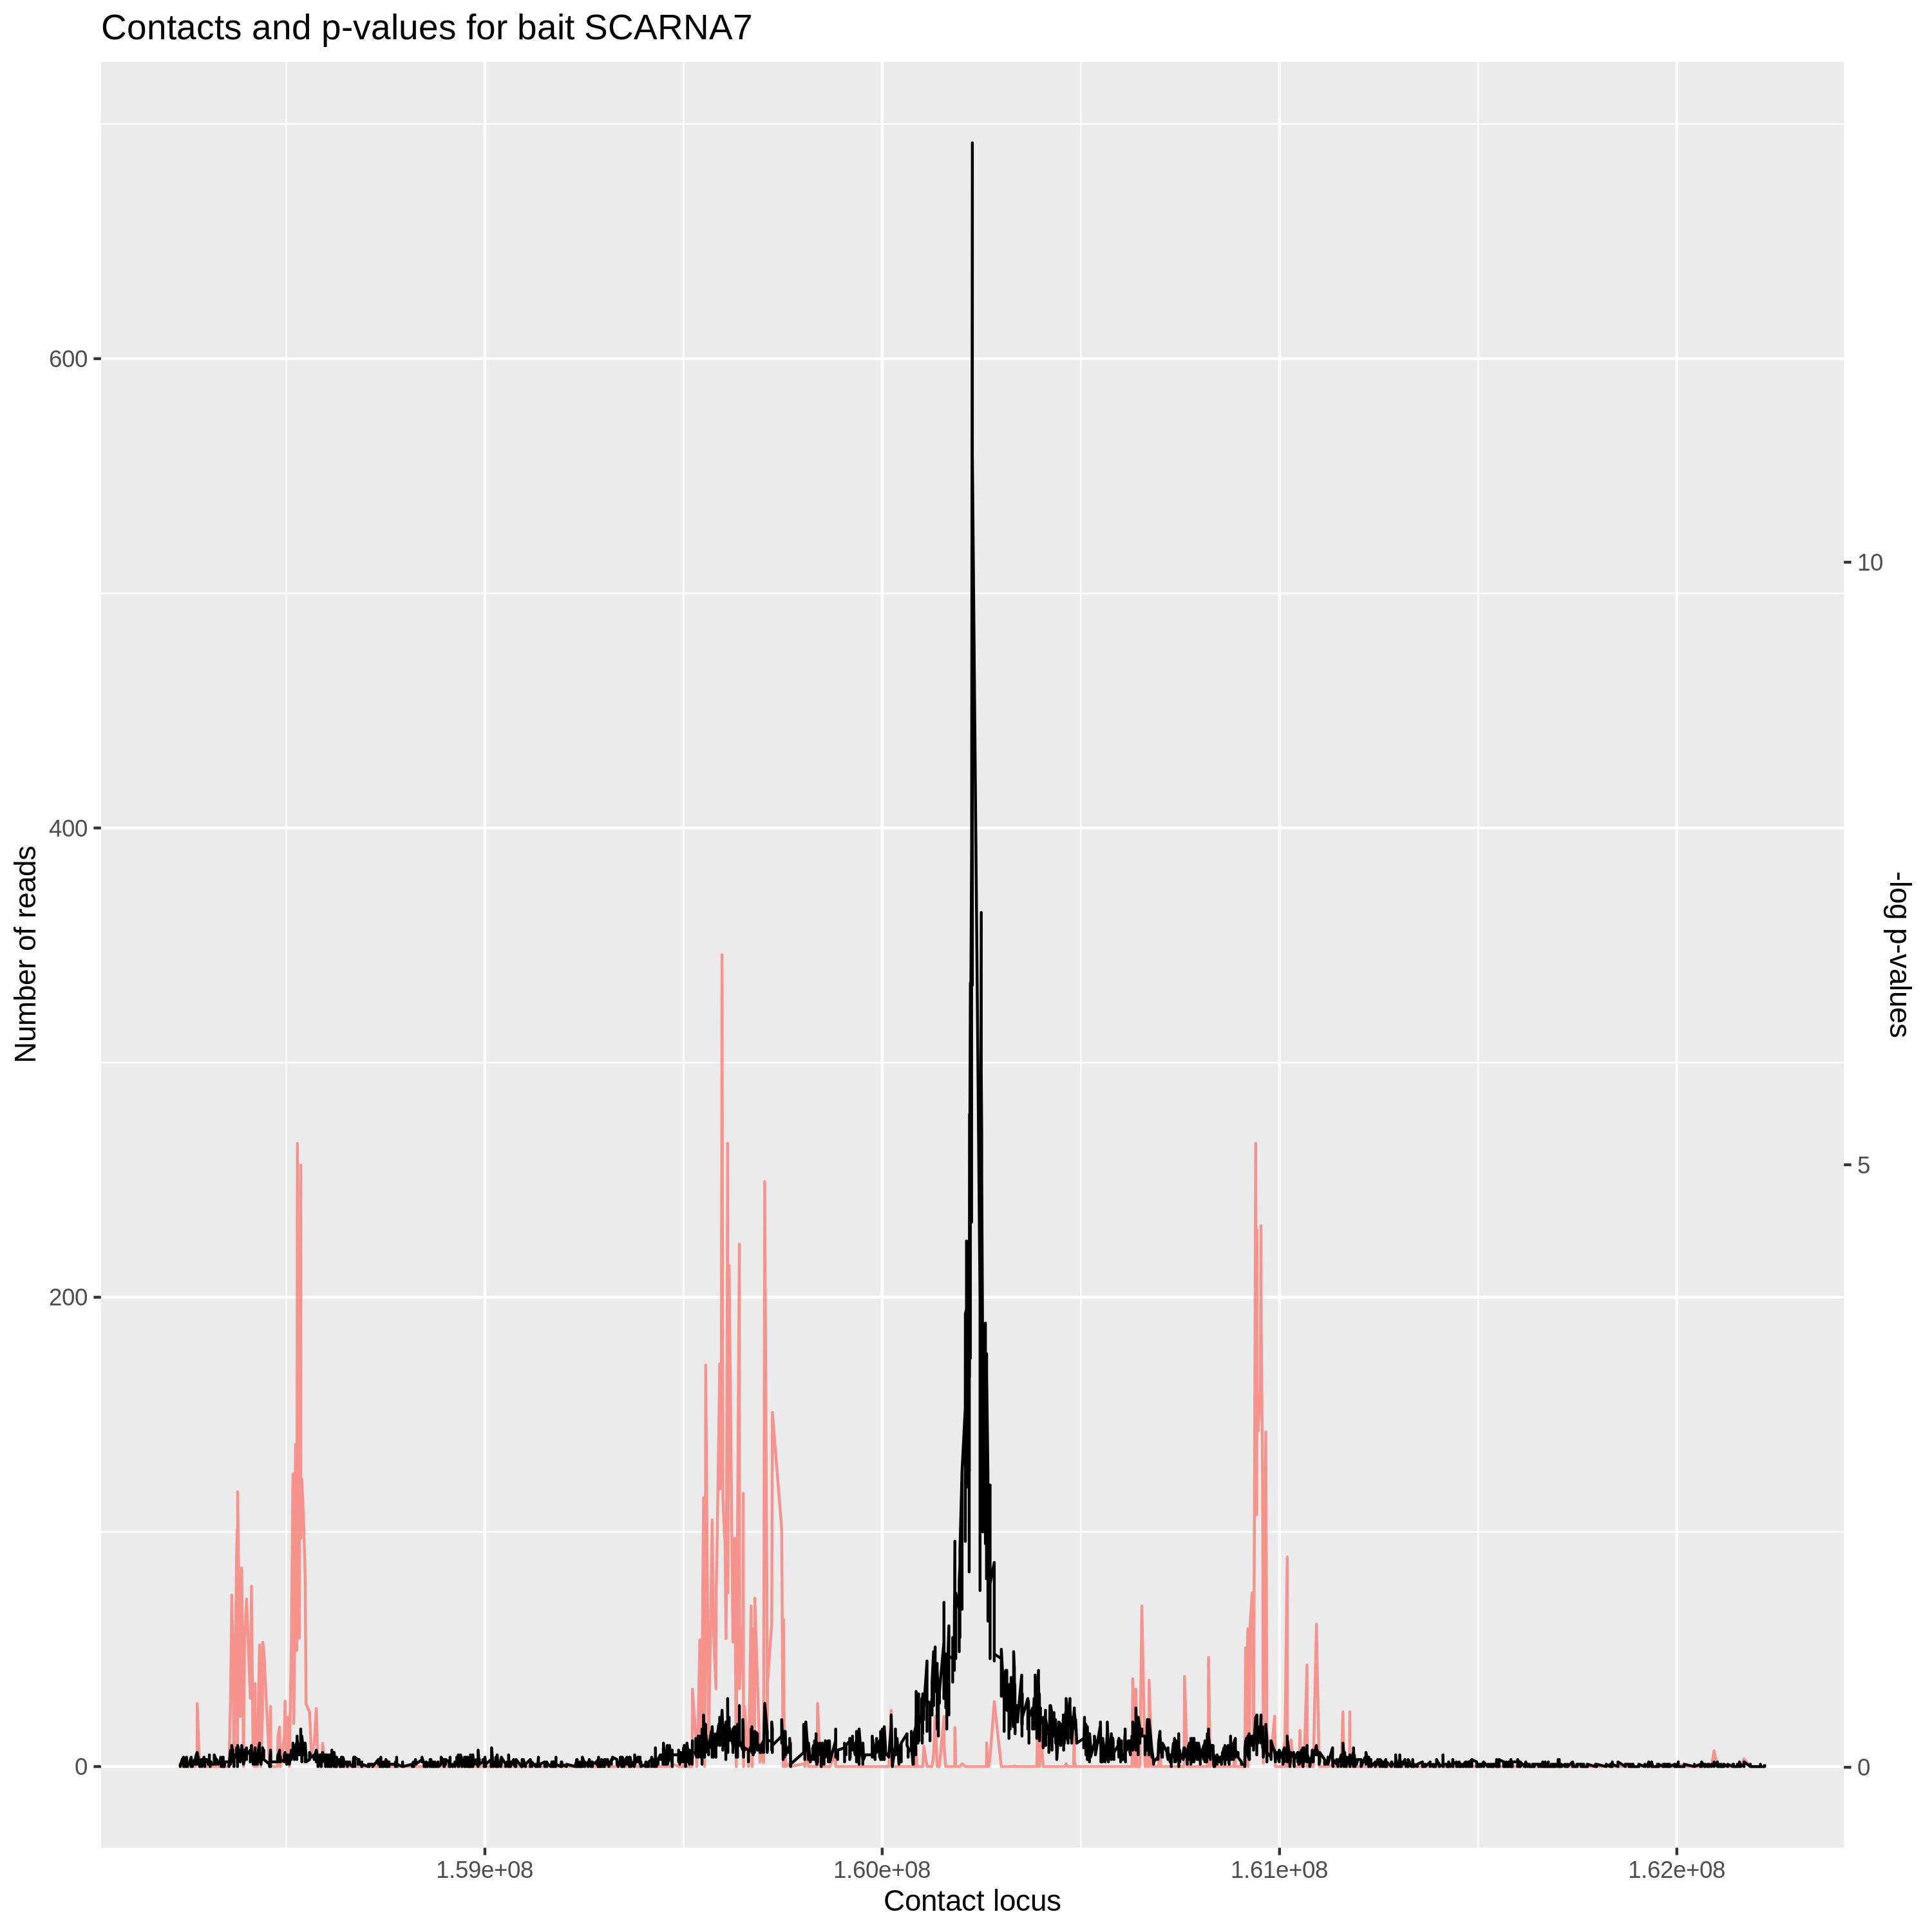 Contacts and p-values for bait SCARNA7
600
400
200
0
Number of reads
10
5
0
-log p-values
1.59e+08
1.60e+08
1.61e+08
1.62e+08
Contact locus